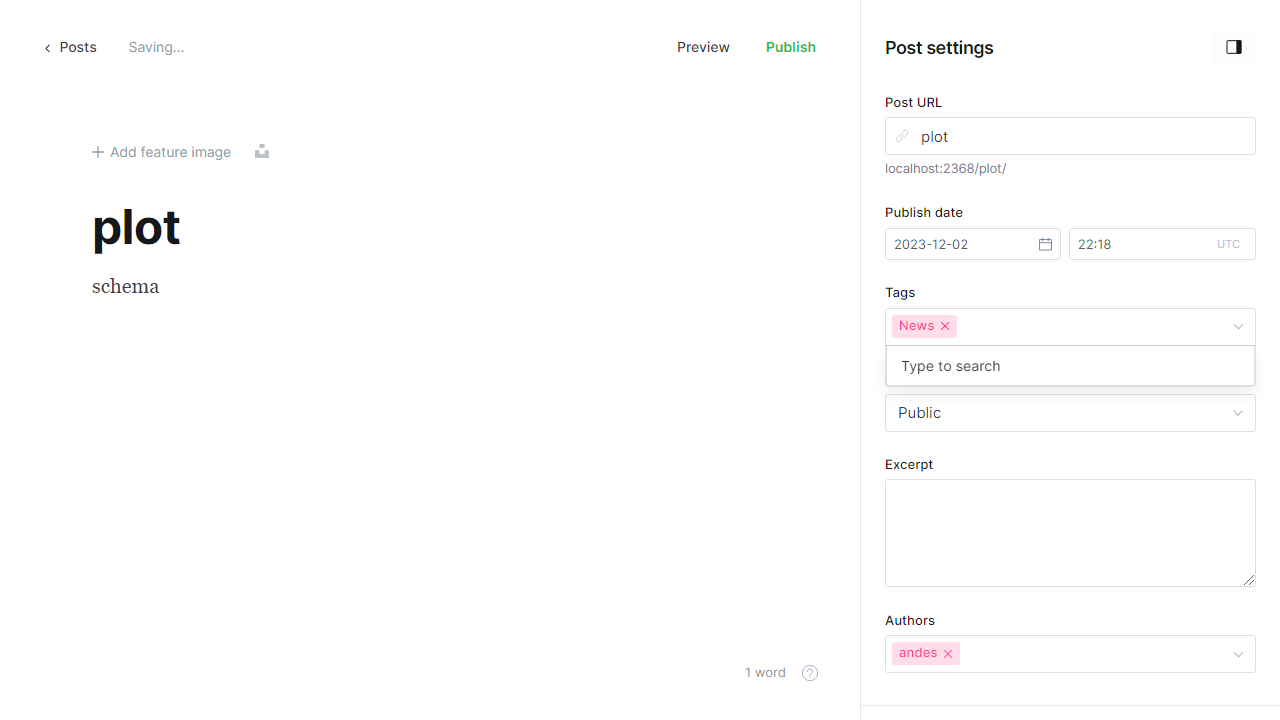 Posts
Saving...
Preview
Publish
Add feature image
plot
schema
1 word
?
Post settings
Post URL
plot
localhost:2368/plot/
Publish date
2023-12-02
22:18
UTC
Tags
News
Type to search
Public
Excerpt
Authors
andes